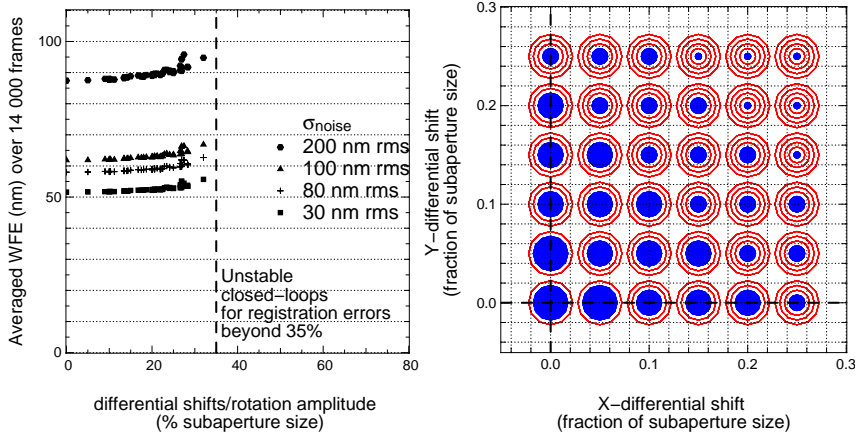 Averaged WFE (nm) over 14 000 frames
100
50
0
σnoise
200 nm rms
100 nm rms
80 nm rms
30 nm rms
Unstable
closed−loops
for registration errors
beyond 35%
0 20 40 60 80
differential shifts/rotation amplitude
(% subaperture size)
Y−differential shift
(fraction of subaperture size)
0.3
0.2
0.1
0.0
0.0 0.1 0.2 0.3
X−differential shift
(fraction of subaperture size)